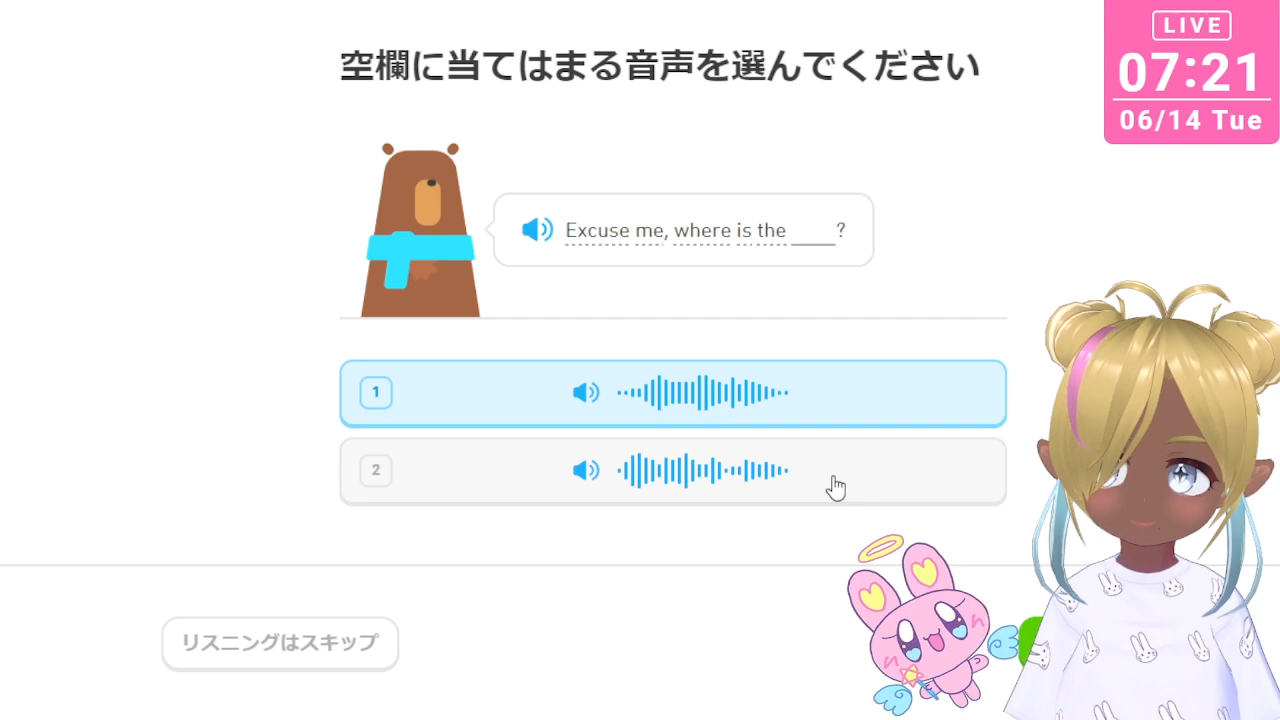 空欄に当てはまる音声を選んでください
LIVE
07:21
06/14 Tue
Excuse me, where is the ____?
1
2
リスニングはスキップ